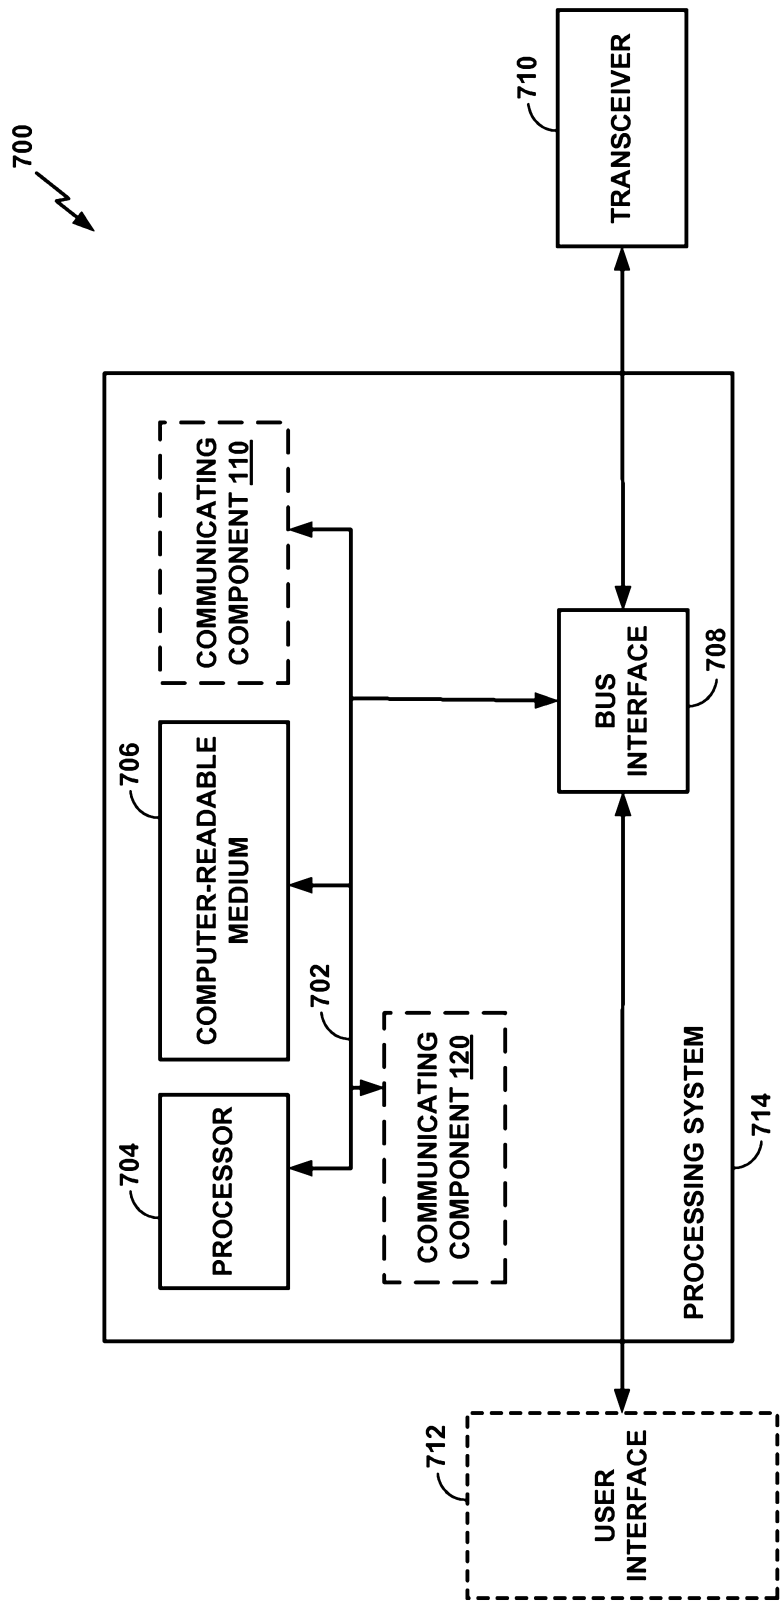 700
704
PROCESSOR
706
COMPUTER-READABLE
MEDIUM
COMMUNICATING
COMPONENT 110
702
COMMUNICATING
COMPONENT 120
712
USER
INTERFACE
BUS
INTERFACE
708
710
TRANSCEIVER
PROCESSING SYSTEM
714